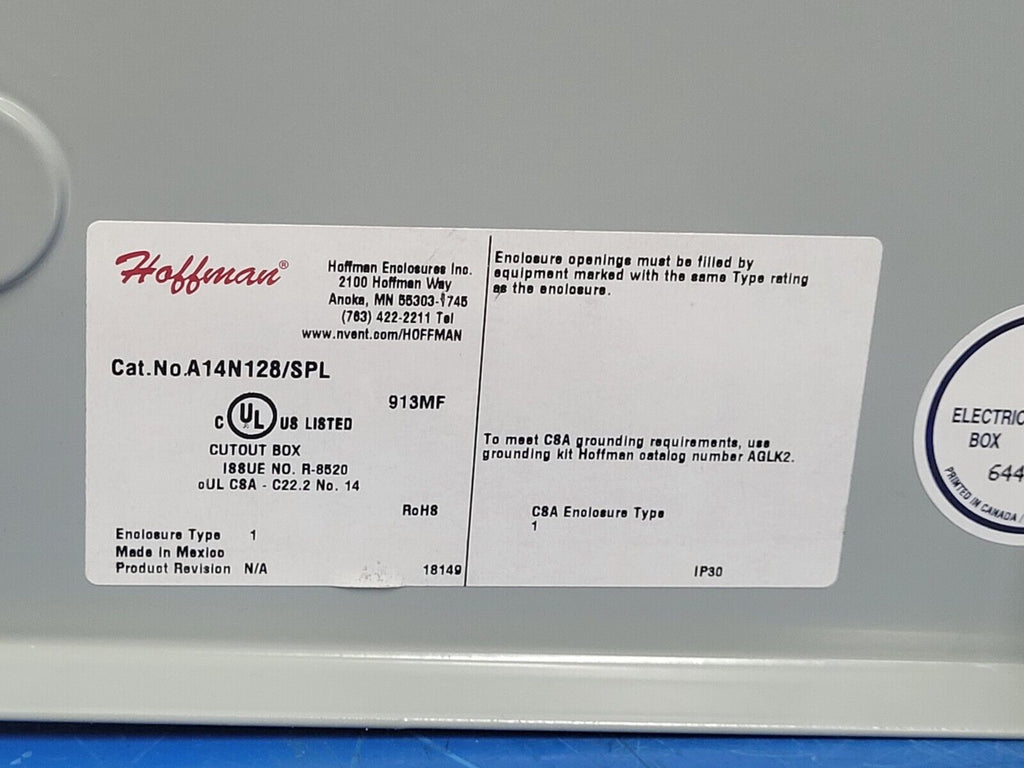 Hoffman®
Hoffman Enclosures Inc.
2100 Hoffman Way
Anoka, MN 55303-1745
(763) 422-2211 Tel
www.nvent.com/HOFFMAN
Cat.No.A14N128/SPL
913MF
C UL US LISTED
CUTOUT BOX
ISSUE NO. R-8520
cUL CSA - C22.2 No. 14
RoHS
Enclosure Type 1
Made in Mexico
Product Revision N/A
18149
Enclosure openings must be filled by
equipment marked with the same Type rating
as the enclosure.
To meet CSA grounding requirements, use
grounding kit Hoffman catalog number AGLK2.
CSA Enclosure Type
1
IP30
BOX
PRINTED IN CANADA /